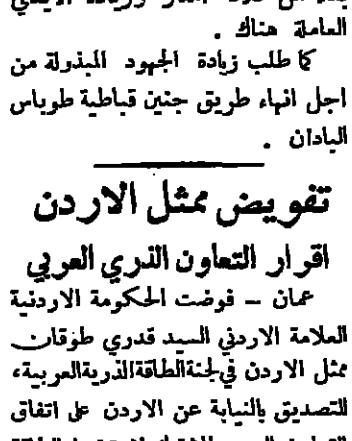 العاملة هناك .
كما طلب زيادة الجهود المبذولة من
اجل انهاء طريق جنين قباطية طوباس
البادان .
تفويض ممثل الاردن
اقرار التعاون الذري العربي
عمان – فوضت الحكومة الاردنية
العلامة الاردني السيد قدري طوقان
ممثل الاردن في لجنة الطاقة الذرية العربية،
التصديق بالنيابة عن الاردن على اتفاق